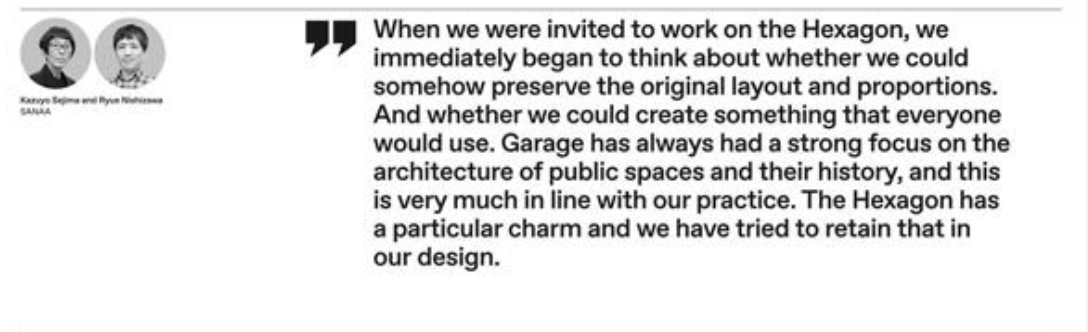 Kazuyo Sejima and Ryue Nishizawa
SANAA
When we were invited to work on the Hexagon, we
immediately began to think about whether we could
somehow preserve the original layout and proportions.
And whether we could create something that everyone
would use. Garage has always had a strong focus on the
architecture of public spaces and their history, and this
is very much in line with our practice. The Hexagon has
a particular charm and we have tried to retain that in
our design.